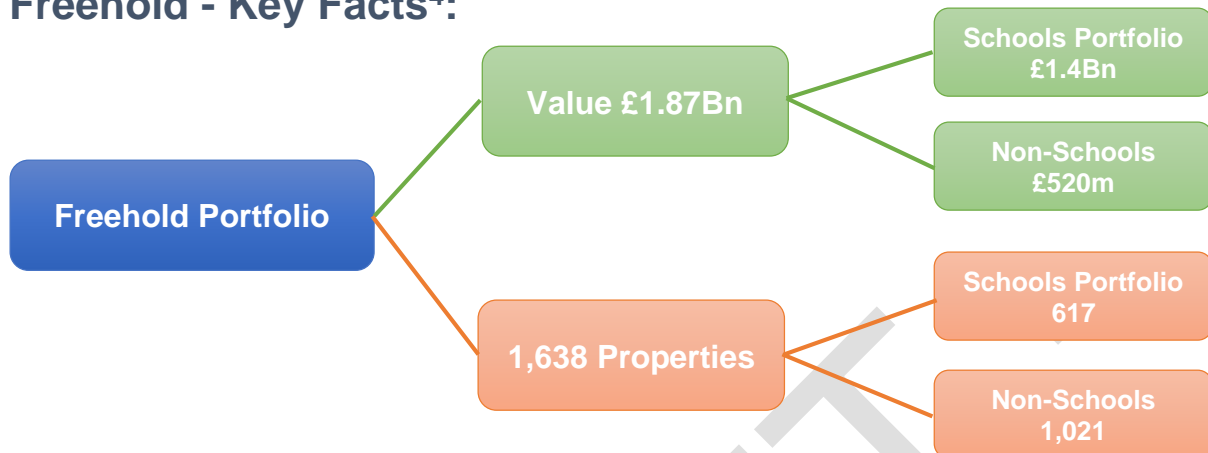 Freehold - Key Facts⁴:
Schools Portfolio
£1.4Bn
Value £1.87Bn
Non-Schools
£520m
Freehold Portfolio
Schools Portfolio
617
1,638 Properties
Non-Schools
1,021